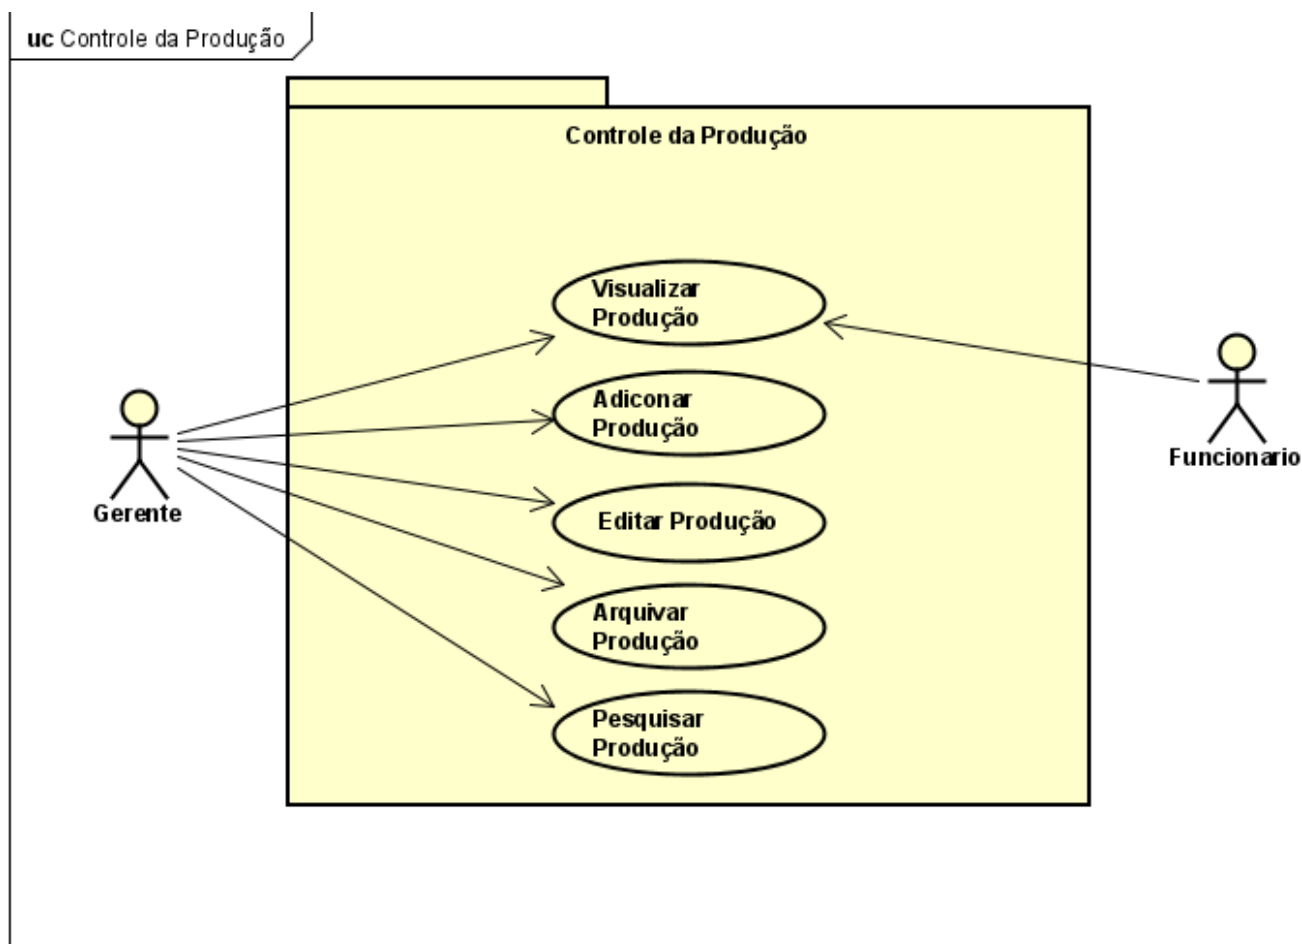 uc Controle da Produção
Controle da Produção
Visualizar
Produção
Adiconar
Produção
Editar Produção
Arquivar
Produção
Pesquisar
Produção
Gerente
Funcionario